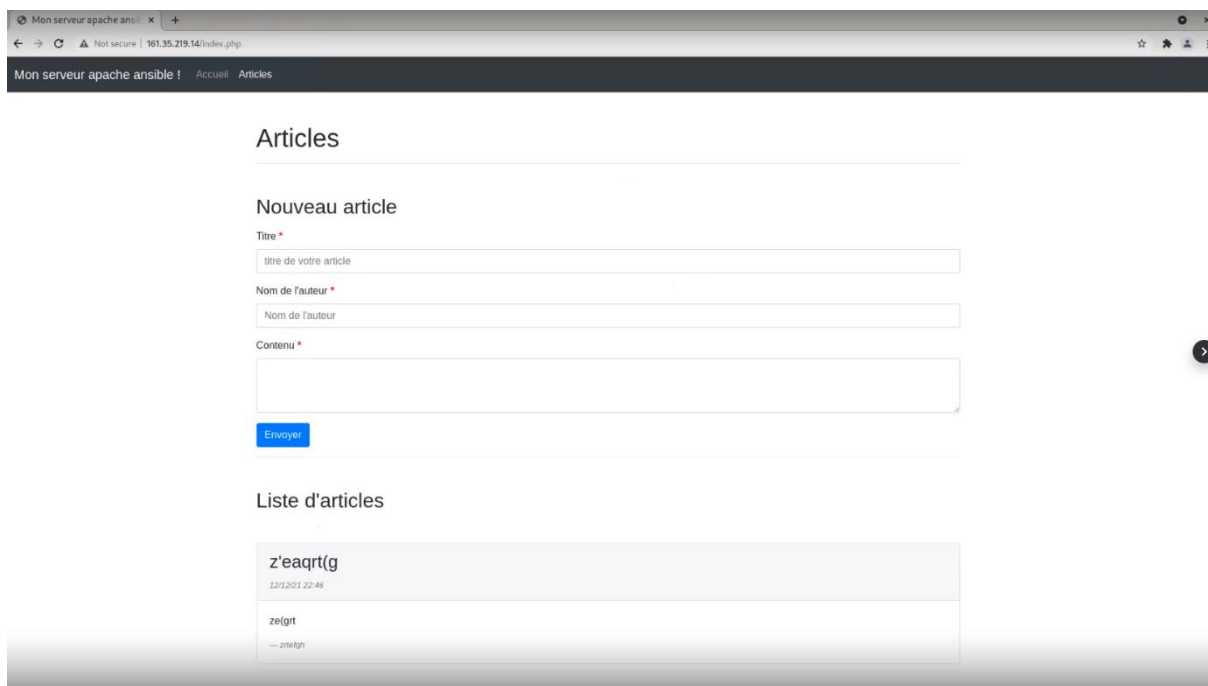 Mon serveur apache ansil
Not secure | 161.35.219.14/index.php
Mon serveur apache ansible ! Accueil Articles
Articles
Nouveau article
Titre *
titre de votre article
Nom de l'auteur *
Nom de l'auteur
Contenu *
Envoyer
Liste d'articles
z'eaqrt(g
12/12/21 22:46
ze(grt